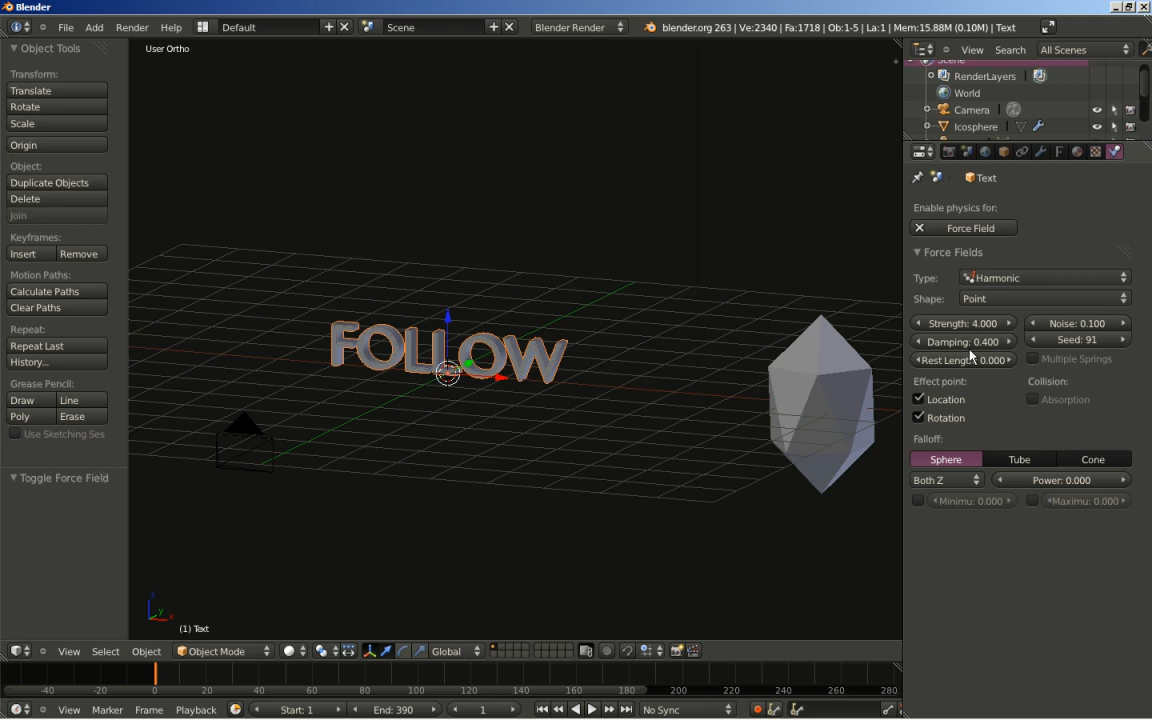 Blender
File Add Render Help Default Scene Blender Render blender.org 263 | Ve:2340 | Fa:1718 | Ob:1-5 | La:1 | Mem:15.88M (0.10M) | Text
Object Tools
Transform:
Translate
Rotate
Scale
Origin
Object:
Duplicate Objects
Delete
Join
Keyframes:
Insert Remove
Motion Paths:
Calculate Paths
Clear Paths
Repeat:
Repeat Last
History...
Grease Pencil:
Draw Line
Poly Erase
Use Sketching Ses
Toggle Force Field
User Ortho
FOLLOW
z
y
x
(1) Text
View Search All Scenes
Scene
RenderLayers |
World
Camera |
Icosphere |
F
Text
Enable physics for:
Force Field
Force Fields
Type: Harmonic
Shape: Point
Strength: 4.000 Noise: 0.100
Damping: 0.400 Seed: 91
Rest Length: 0.000 Multiple Springs
Effect point: Collision:
Location Absorption
Rotation
Falloff:
Sphere Tube Cone
Both Z Power: 0.000
Minimu: 0.000 Maximu: 0.000
View Select Object Object Mode Global
-40 -20 0 20 40 60 80 100 120 140 160 180 200 220 240 260 280
View Marker Frame Playback Start: 1 End: 390 1 No Sync